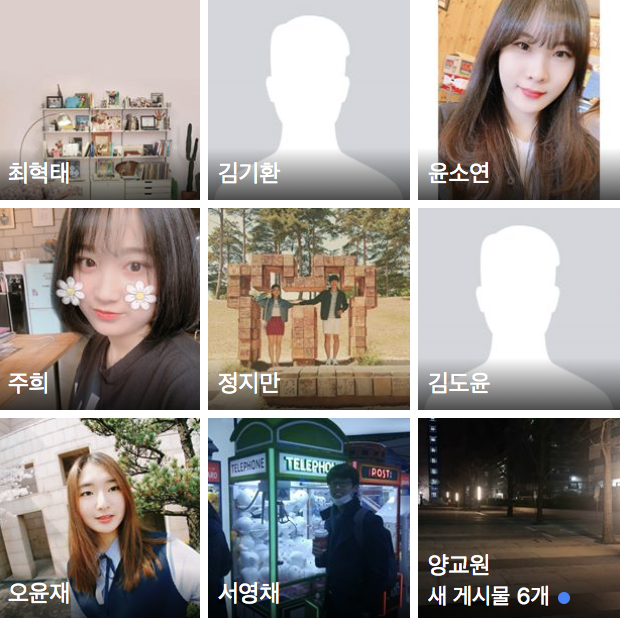 최혁태
김기환
윤소연
주희
정지만
김도윤
TELEPHONE
TELEPHO
POST
오윤재
서영채
양교원
새 게시물 6개